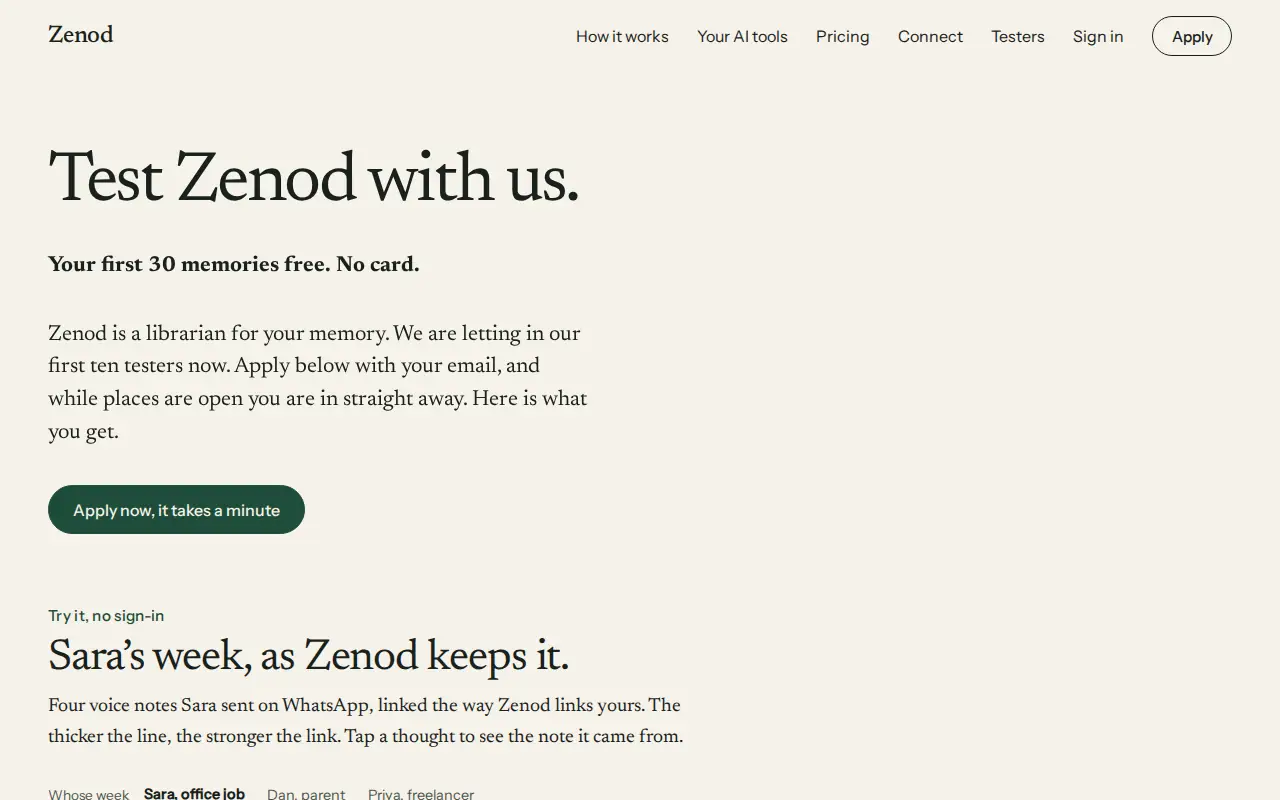 Zenod
How it works
Your AI tools
Pricing
Connect
Testers
Sign in
Apply
Test Zenod with us.
Your first 30 memories free. No card.
Zenod is a librarian for your memory. We are letting in our
first ten testers now. Apply below with your email, and
while places are open you are in straight away. Here is what
you get.
Apply now, it takes a minute
Try it, no sign-in
Sara’s week, as Zenod keeps it.
Four voice notes Sara sent on WhatsApp, linked the way Zenod links yours. The
thicker the line, the stronger the link. Tap a thought to see the note it came from.
Whose week
Sara, office job
Dan, parent
Priya, freelancer